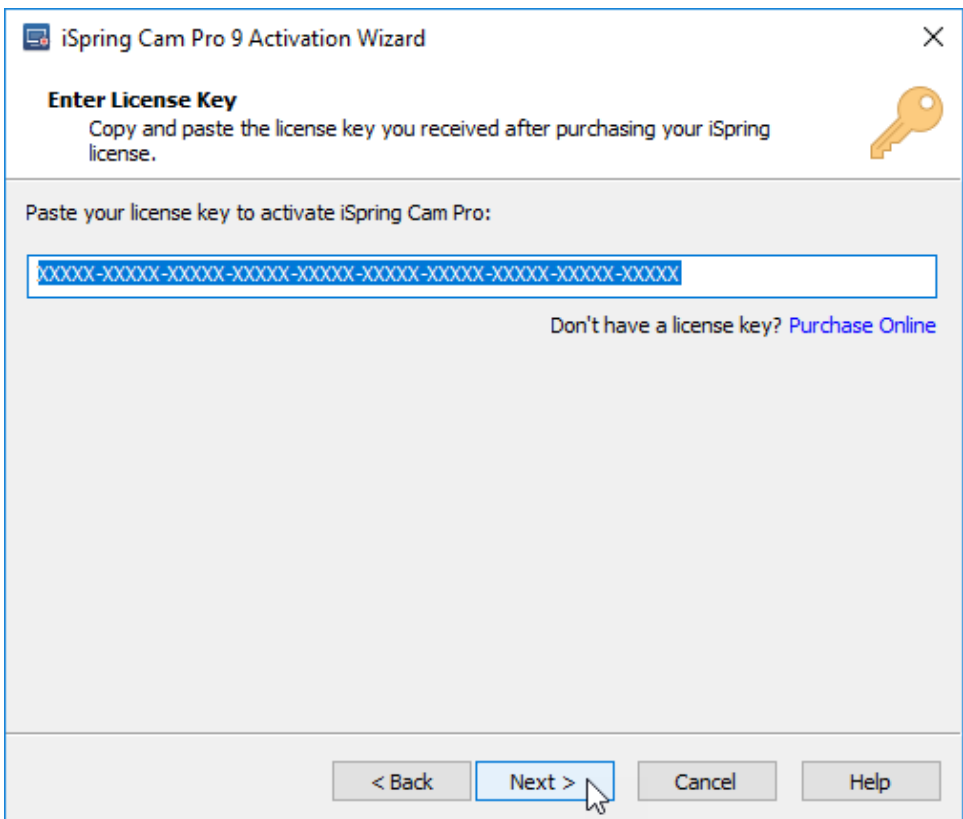 iSpring Cam Pro 9 Activation Wizard
Enter License Key
Copy and paste the license key you received after purchasing your iSpring
license.
Paste your license key to activate iSpring Cam Pro:
XXXXX-XXXXX-XXXXX-XXXXX-XXXXX-XXXXX-XXXXX-XXXXX-XXXXX-XXXXX
Don't have a license key? Purchase Online
< Back Next > Cancel Help